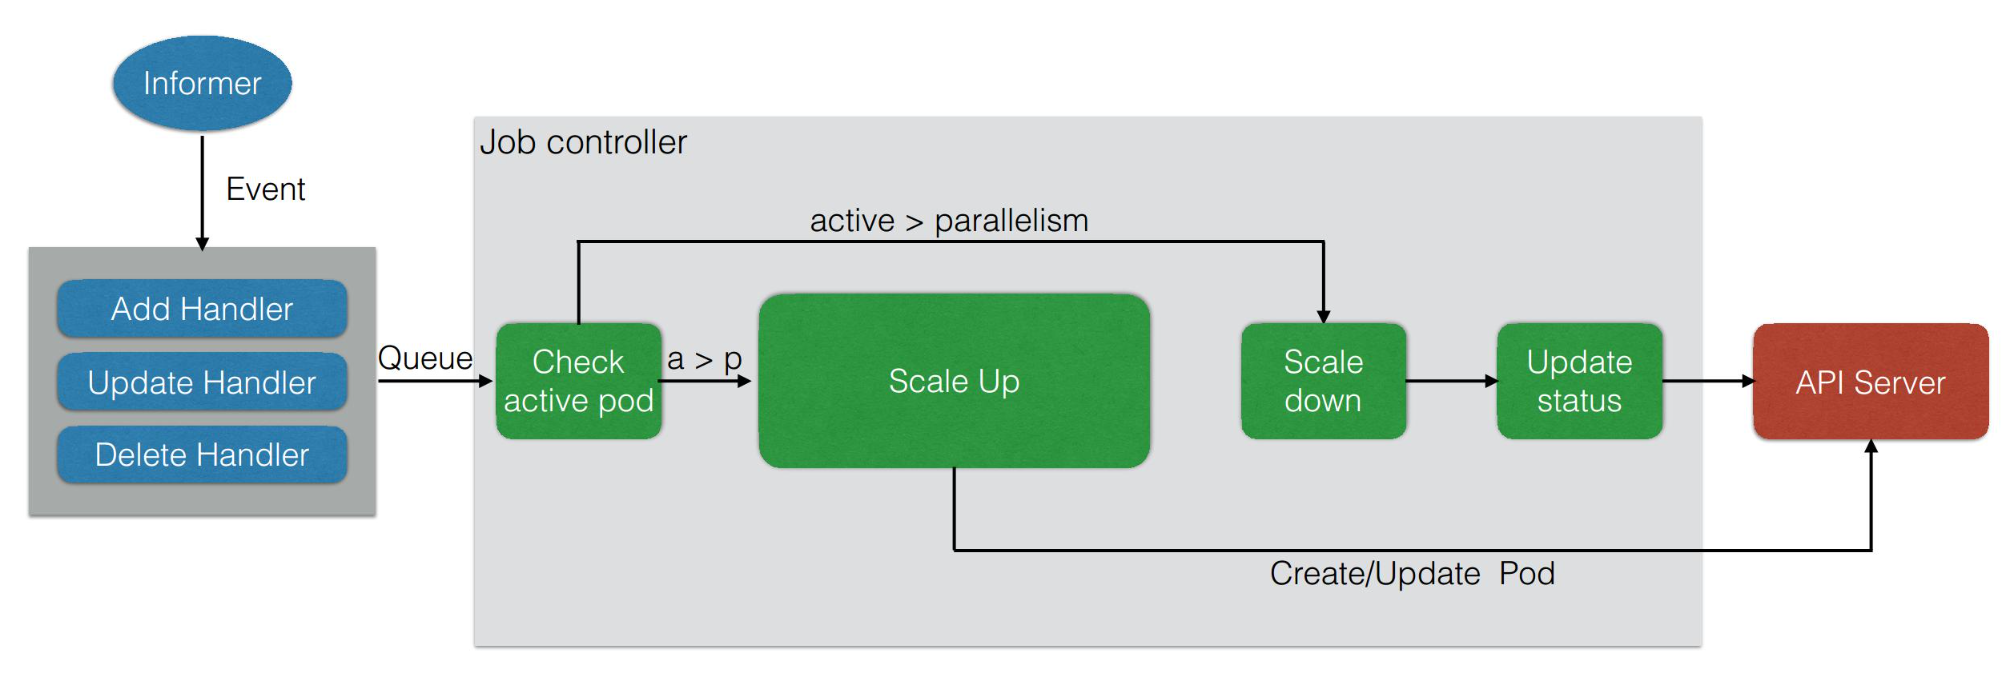 Informer
Event
Add Handler
Update Handler
Delete Handler
Queue
Job controller
active > parallelism
Check
active pod
a > p
Scale Up
Scale
down
Update
status
API Server
Create/Update  Pod